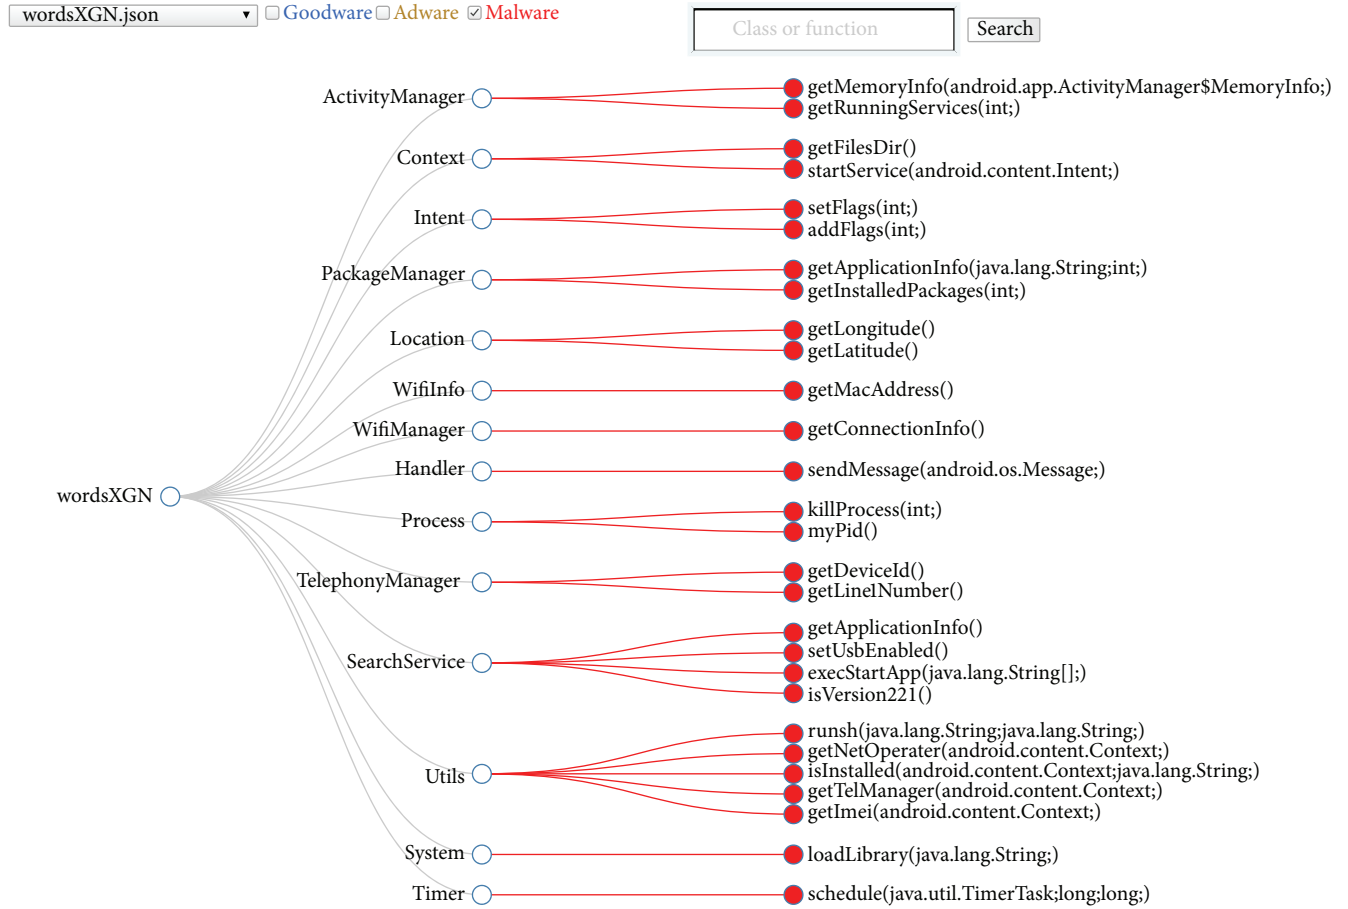 wordsXGN.json Goodware Adware Malware Class or function Search
getMemoryInfo(android.app.ActivityManager$MemoryInfo;)
ActivityManager
getRunningServices(int;)
getFilesDir()
Context
startService(android.content.Intent;)
setFlags(int;)
Intent
addFlags(int;)
getApplicationInfo(java.lang.String;int;)
PackageManager
getInstalledPackages(int;)
getLongitude()
Location
getLatitude()
WifiInfo getMacAddress()
WifiManager getConnectionInfo()
Handler sendMessage(android.os.Message;)
wordsXGN
killProcess(int;)
Process
myPid()
getDeviceId()
TelephonyManager
getLine1Number()
getApplicationInfo()
setUsbEnabled()
SearchService
execStartApp(java.lang.String[];)
isVersion221()
runsh(java.lang.String;java.lang.String;)
getNetOperater(android.content.Context;)
Utils isInstalled(android.content.Context;java.lang.String;)
getTelManager(android.content.Context;)
getImei(android.content.Context;)
System loadLibrary(java.lang.String;)
Timer schedule(java.util.TimerTask;long;long;)